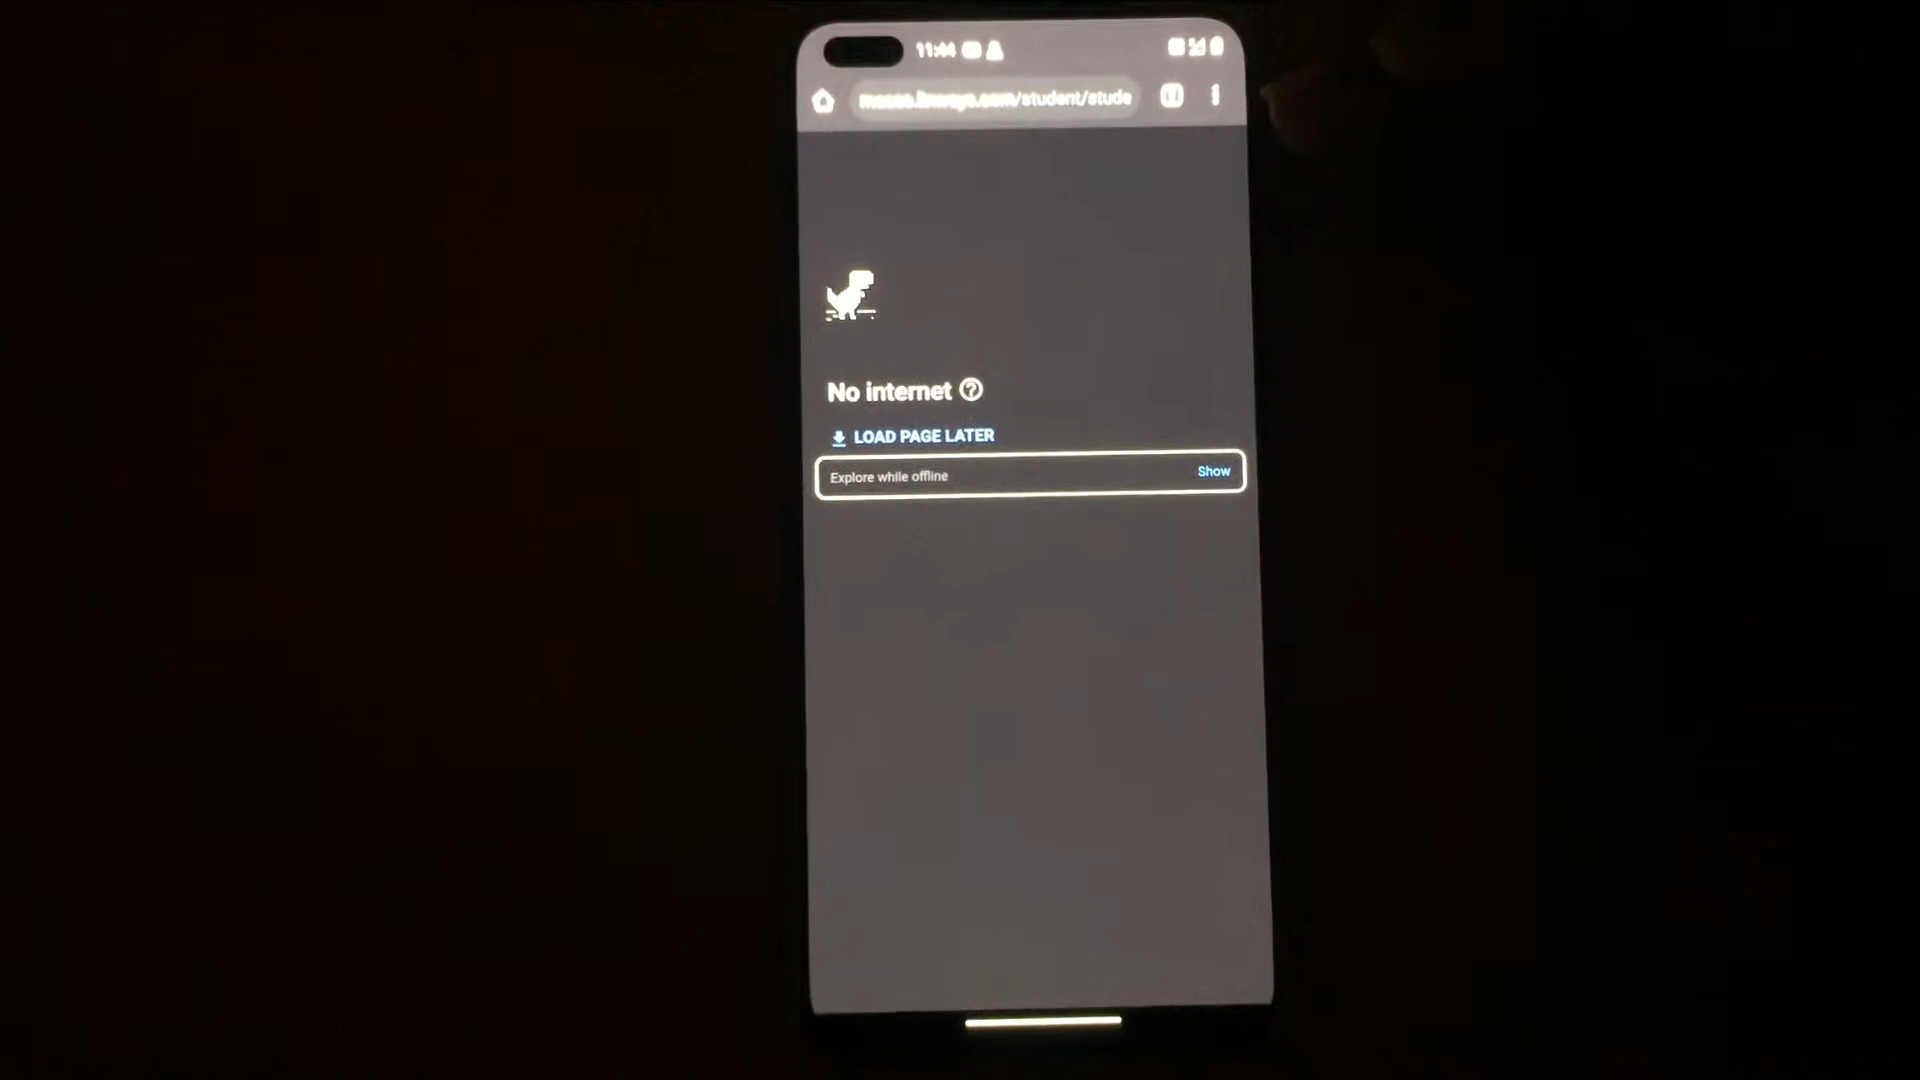 11:44
/student/stude
No internet
LOAD PAGE LATER
Explore while offline
Show